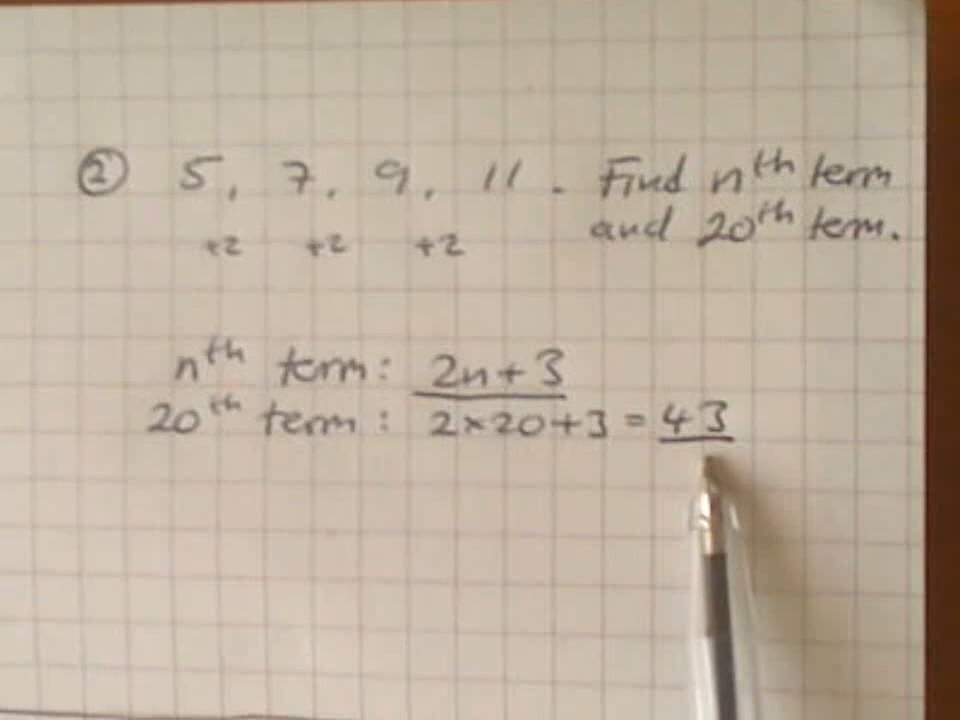 ② 5, 7, 9, 11. Find nᵗʰ term
and 20ᵗʰ term.
+2 +2 +2
nᵗʰ term: 2n+3
20ᵗʰ term: 2×20+3 = 43